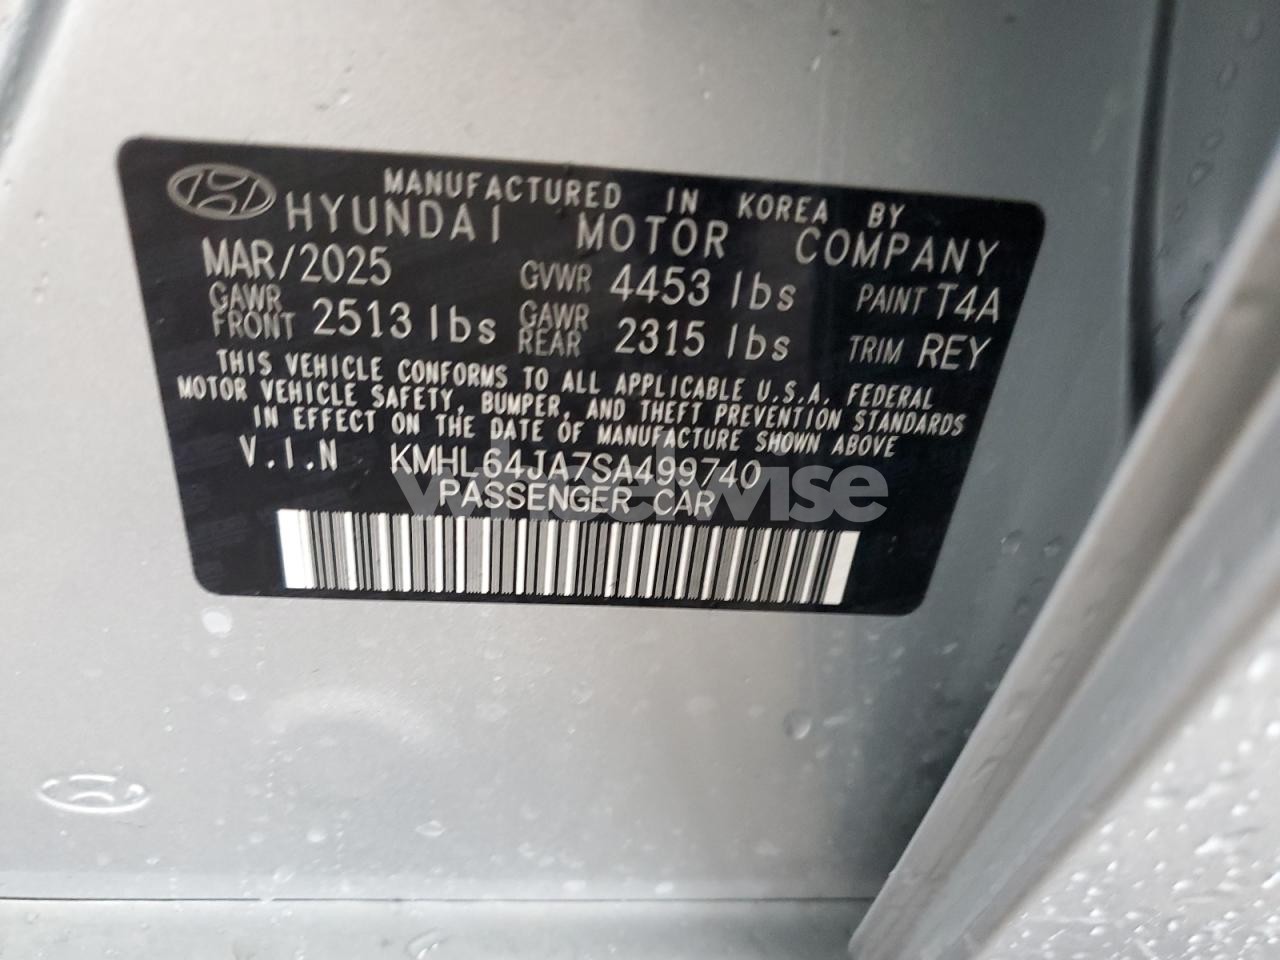 MANUFACTURED IN KOREA BY
HYUNDAI MOTOR COMPANY
MAR/2025 GVWR 4453 lbs PAINT T4A
GAWR FRONT 2513 lbs GAWR REAR 2315 lbs TRIM REY
THIS VEHICLE CONFORMS TO ALL APPLICABLE U.S.A. FEDERAL
MOTOR VEHICLE SAFETY, BUMPER, AND THEFT PREVENTION STANDARDS
IN EFFECT ON THE DATE OF MANUFACTURE SHOWN ABOVE
V.I.N KMHL64JA7SA499740
wheelwise
PASSENGER CAR